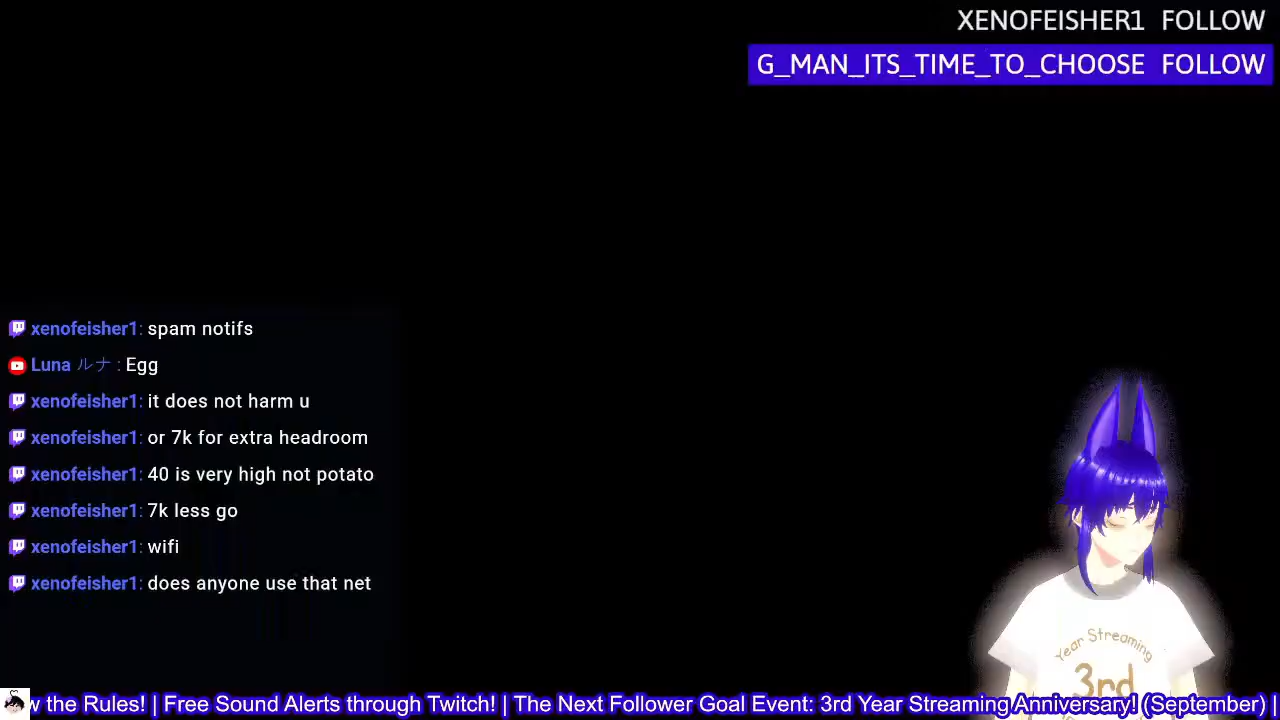 XENOFEISHER1 FOLLOW
G_MAN_ITS_TIME_TO_CHOOSE FOLLOW
xenofeisher1: spam notifs
Luna ルナ : Egg
xenofeisher1: it does not harm u
xenofeisher1: or 7k for extra headroom
xenofeisher1: 40 is very high not potato
xenofeisher1: 7k less go
xenofeisher1: wifi
xenofeisher1: does anyone use that net
Year Streaming
3rd
the Rules! | Free Sound Alerts through Twitch! | The Next Follower Goal Event: 3rd Year Streaming Anniversary! (September) |